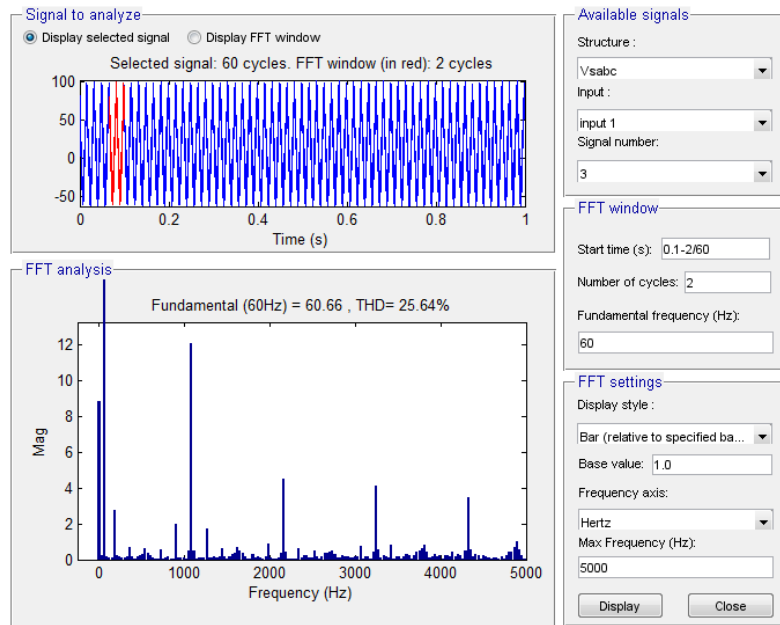 Signal to analyze
Display selected signal Display FFT window
Selected signal: 60 cycles. FFT window (in red): 2 cycles
100
50
0
-50
0 0.2 0.4 0.6 0.8 1
Time (s)
FFT analysis
Fundamental (60Hz) = 60.66 , THD= 25.64%
12
10
8
6
4
2
0
Mag
0 1000 2000 3000 4000 5000
Frequency (Hz)
Available signals
Structure :
Vsabc
Input :
input 1
Signal number:
3
FFT window
Start time (s): 0.1-2/60
Number of cycles: 2
Fundamental frequency (Hz):
60
FFT settings
Display style :
Bar (relative to specified ba...
Base value: 1.0
Frequency axis:
Hertz
Max Frequency (Hz):
5000
Display Close